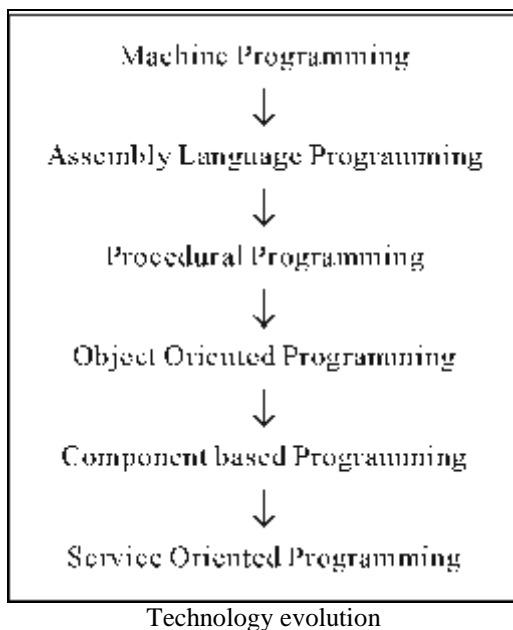 Machine Programming
Assembly Language Programming
Procedural Programming
Object Oriented Programming
Component based Programming
Service Oriented Programming
Technology evolution